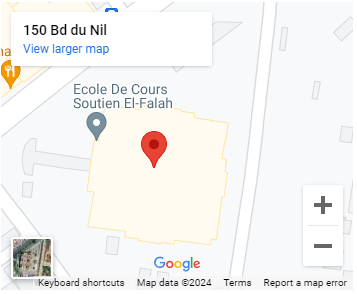 150 Bd du Nil
View larger map
Ecole De Cours
Soutien El-Falah
Google
Keyboard shortcuts
Map data ©2024
Terms
Report a map error